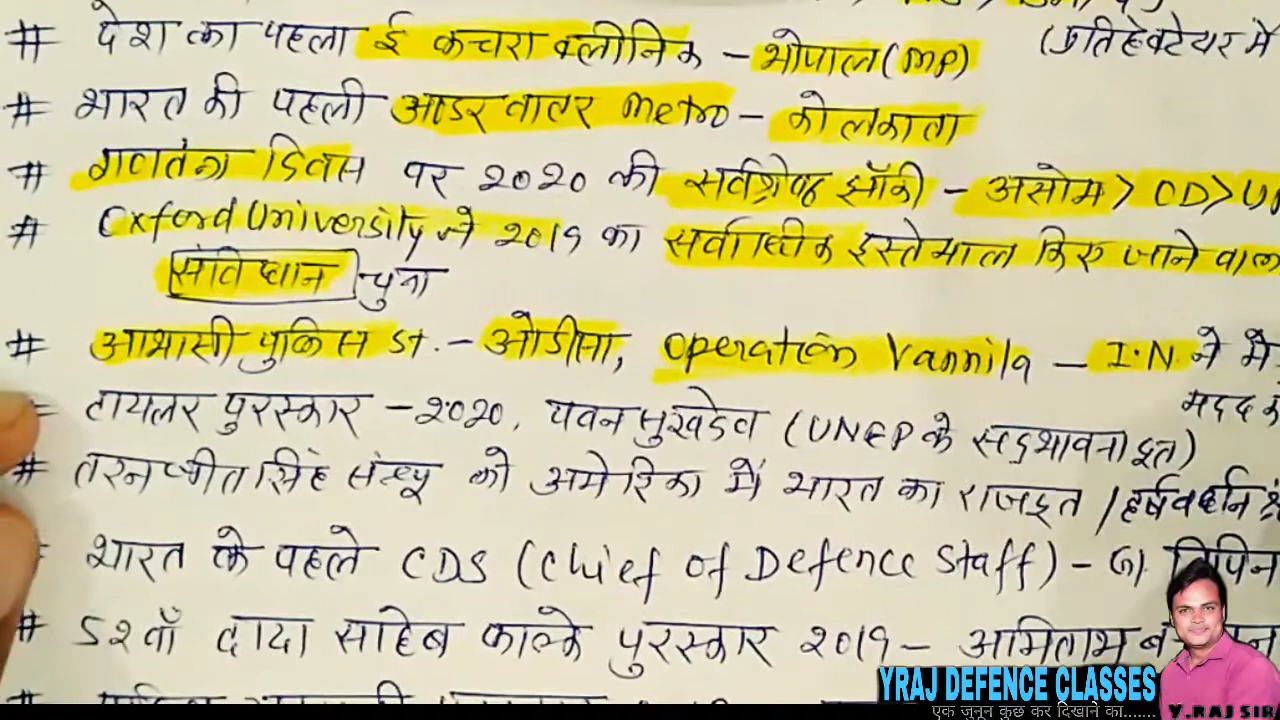 # देश का पहला ई कचरा क्लीनिक - भोपाल (MP) (प्रतिहेक्टेयर में
# भारत की पहली अंडर वाटर metro - कोलकाता
# गणतंत्र दिवस पर 2020 की सर्वश्रेष्ठ झाँकी - असोम > OD > UP
# Oxford University ने 2019 का सर्वाधिक इस्तेमाल किए जाने वाल
संविधान चुना
# आभासी पुलिस St. - ओडीसा, Operation Vannila - I.N ने मै
मदद के
टायलर पुरस्कार - 2020, पवन सुखदेव (UNEP के सद्भावना दूत)
# तरनजीत सिंह संन्धू को अमेरिका में भारत का राजदूत / हर्षवर्धन
भारत के पहले CDS (Chief of Defence Staff) - ज. विपिन
# 52वाँ दादा साहेब फाल्के पुरस्कार 2019 - अमिताभ
YRAJ DEFENCE CLASSES
एक जुनून कुछ कर दिखाने का.......
Y.RAJ SIR